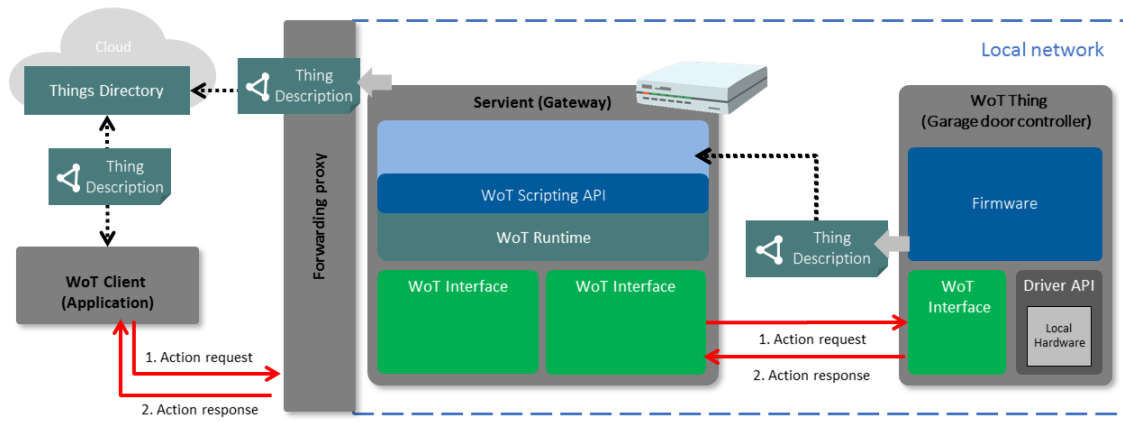 Cloud
Things Directory
Thing
Description
Thing
Description
WoT Client
(Application)
1. Action request
2. Action response
Forwarding proxy
Local network
Servient (Gateway)
WoT Scripting API
WoT Runtime
WoT Interface
WoT Interface
1. Action request
2. Action response
Thing
Description
WoT Thing
(Garage door controller)
Firmware
WoT
Interface
Driver API
Local
Hardware